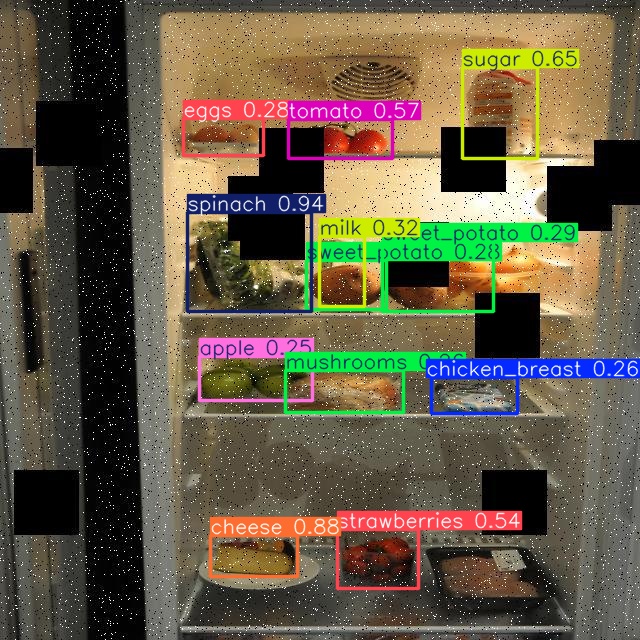 sugar 0.65
eggs 0.28
tomato 0.57
spinach 0.94
milk 0.32
sweet_potato 0.29
sweet_potato 0.28
apple 0.25
mushrooms
chicken_breast 0.26
cheese 0.88
strawberries 0.54